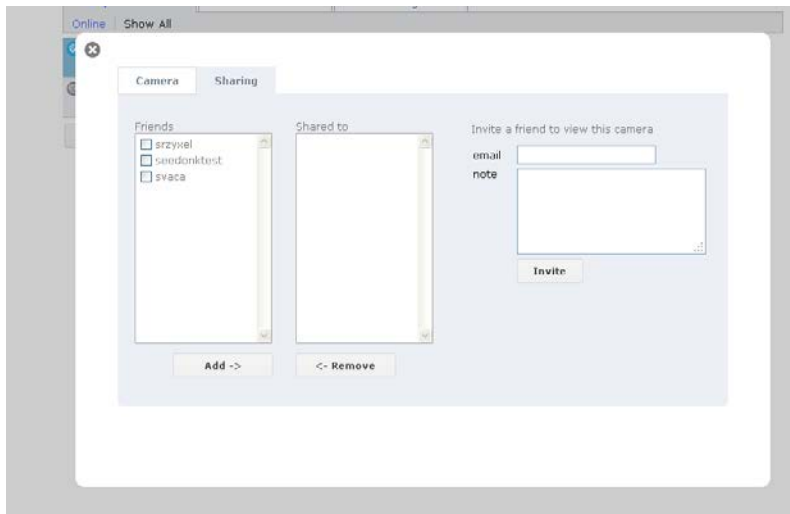 Online Show All
Camera Sharing
Friends
srzyxel
seedonktest
svaca
Add ->
Shared to
<- Remove
Invite a friend to view this camera
email
note
Invite